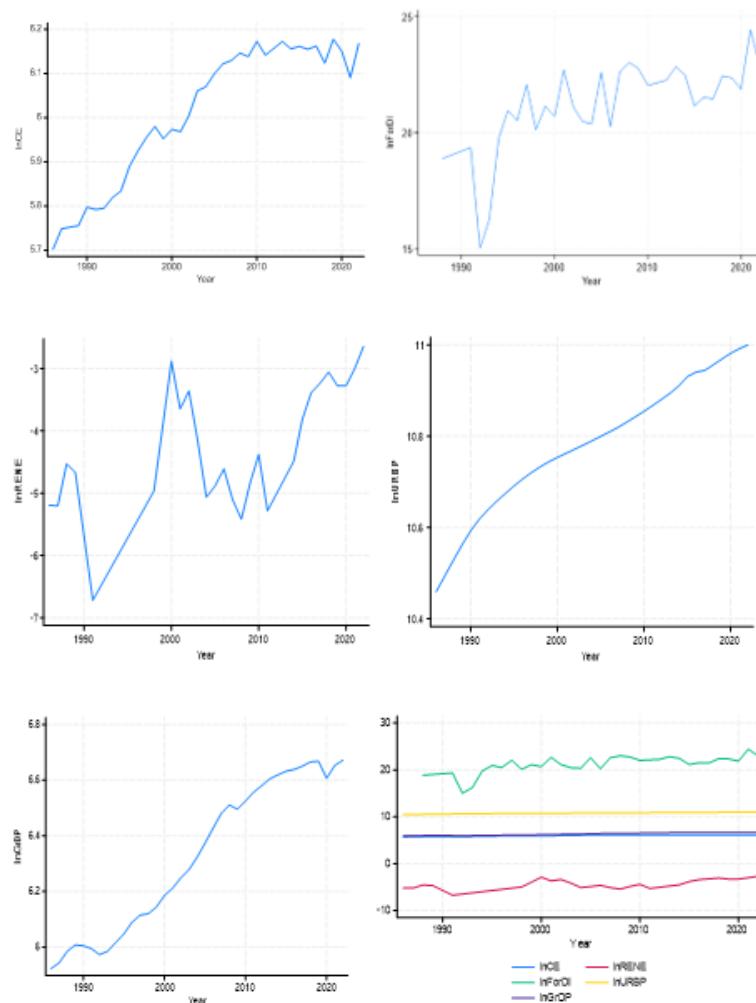 6.2
6.1
6
5.9
5.8
5.7
lnCE
1990 2000 2010 2020
Year
25
20
15
lnForDI
1990 2000 2010 2020
Year
-3
-4
-5
-6
-7
lnRENE
1990 2000 2010 2020
Year
11
10.8
10.6
10.4
lnURBP
1990 2000 2010 2020
Year
6.8
6.6
6.4
6.2
6
1990 2000 2010 2020
Year
30
20
10
0
-10
1990 2000 2010 2020
Year
lnCE lnRENE
lnForDI lnURBP
lnGrDP